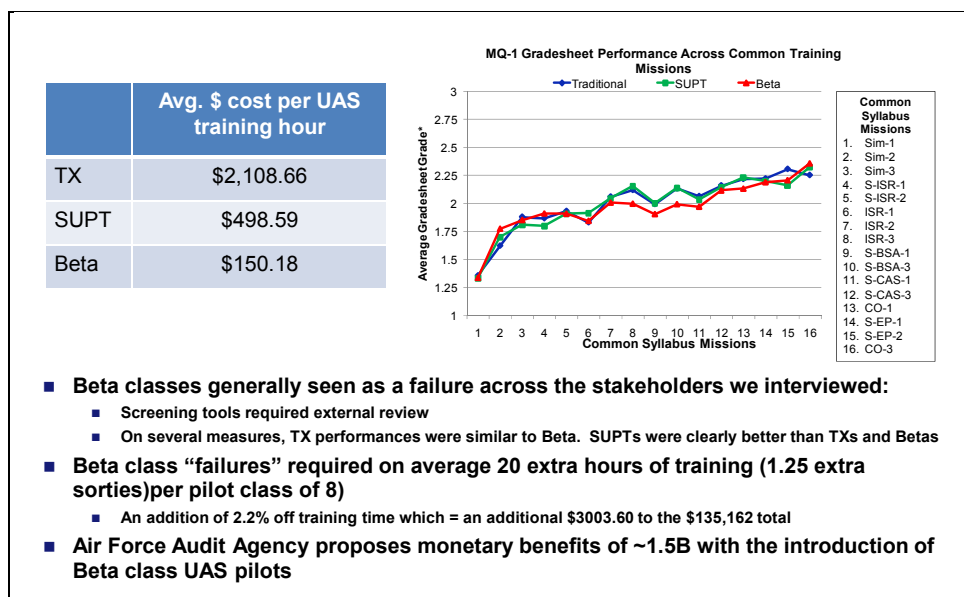 Avg. $ cost per UAS
training hour
TX $2,108.66
SUPT $498.59
Beta $150.18
MQ-1 Gradesheet Performance Across Common Training
Missions
Traditional SUPT Beta
Average Gradesheet Grade*
3
2.75
2.5
2.25
2
1.75
1.5
1.25
1
1 2 3 4 5 6 7 8 9 10 11 12 13 14 15 16
Common Syllabus Missions
Common
Syllabus
Missions
1. Sim-1
2. Sim-2
3. Sim-3
4. S-ISR-1
5. S-ISR-2
6. ISR-1
7. ISR-2
8. ISR-3
9. S-BSA-1
10. S-BSA-3
11. S-CAS-1
12. S-CAS-3
13. CO-1
14. S-EP-1
15. S-EP-2
16. CO-3
■ Beta classes generally seen as a failure across the stakeholders we interviewed:
■ Screening tools required external review
■ On several measures, TX performances were similar to Beta. SUPTs were clearly better than TXs and Betas
■ Beta class “failures” required on average 20 extra hours of training (1.25 extra
sorties)per pilot class of 8)
■ An addition of 2.2% off training time which = an additional $3003.60 to the $135,162 total
■ Air Force Audit Agency proposes monetary benefits of ~1.5B with the introduction of
Beta class UAS pilots